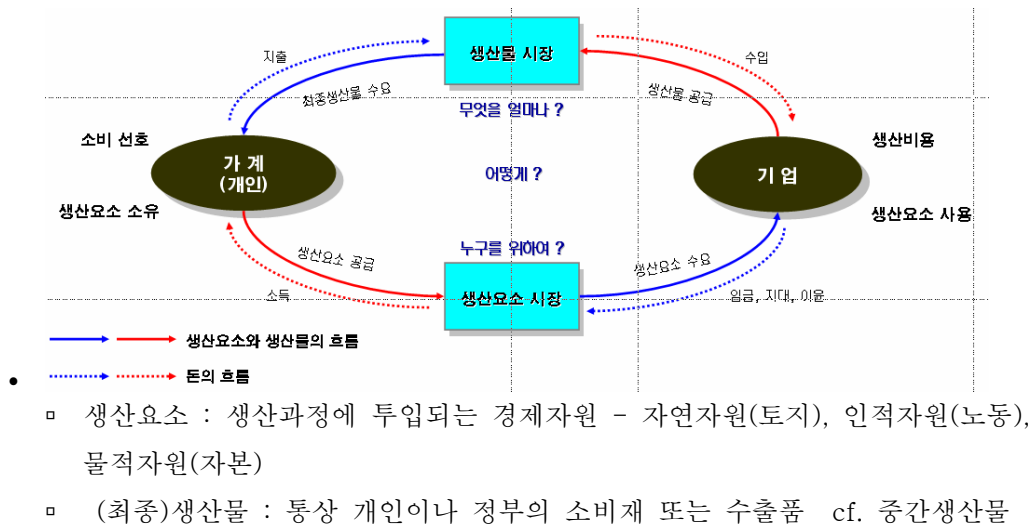 생산물 시장
지출
수입
최종생산물 수요
생산물 공급
무엇을 얼마나 ?
소비 선호
생산비용
가 계
(개인)
어떻게 ?
기 업
생산요소 소유
생산요소 사용
누구를 위하여 ?
생산요소 공급
생산요소 수요
소득
생산요소 시장
임금, 지대, 이윤
생산요소와 생산물의 흐름
돈의 흐름
• 
▫ 생산요소 : 생산과정에 투입되는 경제자원 - 자연자원(토지), 인적자원(노동),
물적자원(자본)
▫ (최종)생산물 : 통상 개인이나 정부의 소비재 또는 수출품 cf. 중간생산물